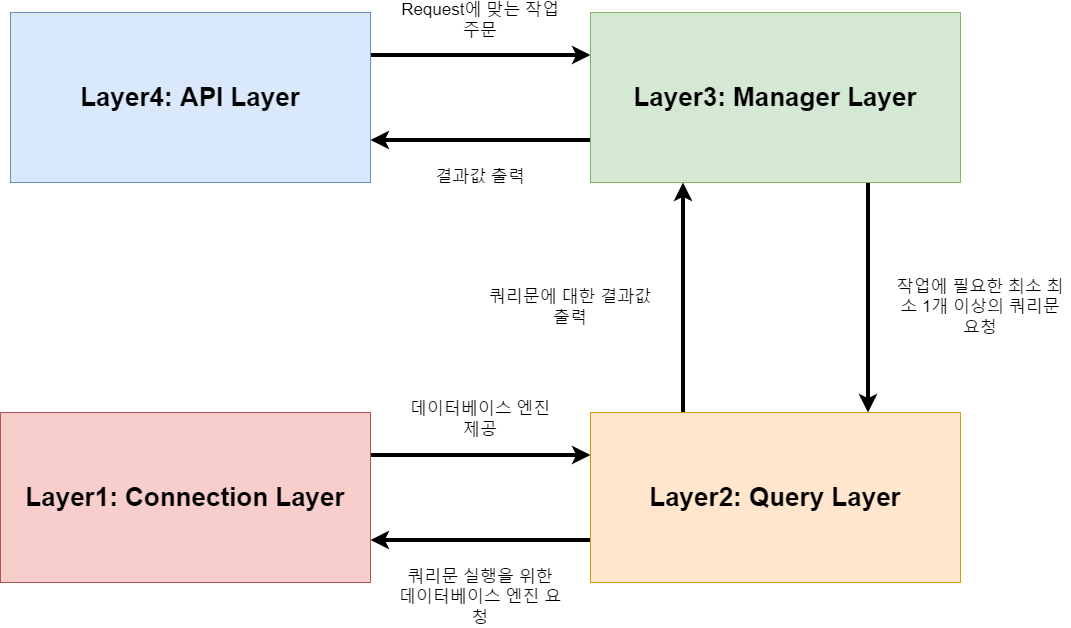 Request에 맞는 작업
주문
Layer4: API Layer
Layer3: Manager Layer
결과값 출력
쿼리문에 대한 결과값
출력
작업에 필요한 최소 최
소 1개 이상의 쿼리문
요청
데이터베이스 엔진
제공
Layer1: Connection Layer
Layer2: Query Layer
쿼리문 실행을 위한
데이터베이스 엔진 요
청